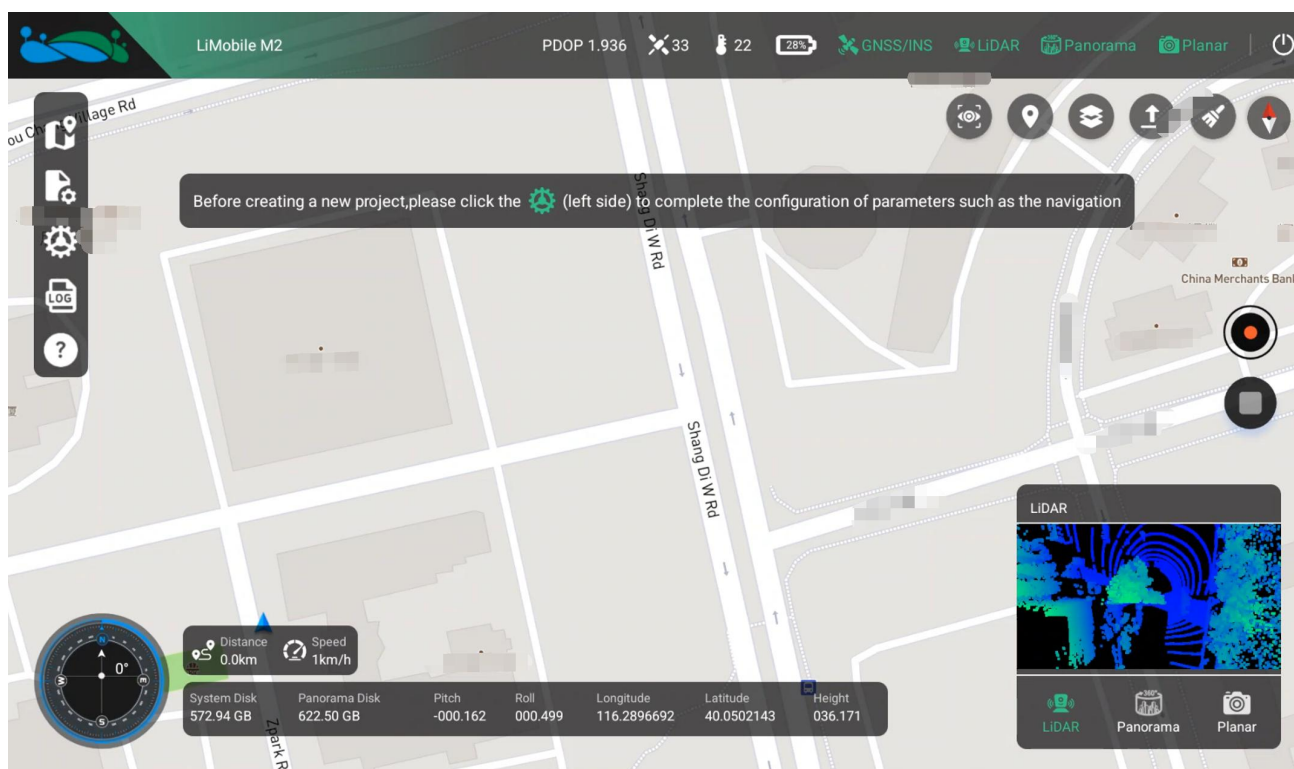 LiMobile M2
PDOP 1.936
33
22
28%
GNSS/INS
LiDAR
Panorama
Planar
Village Rd
Before creating a new project,please click the (left side) to complete the configuration of parameters such as the navigation
LOG
?
Shang Di W Rd
China Merchants Bank
Shang Di W Rd
LiDAR
N
0°
W
E
S
Distance
0.0km
Speed
1km/h
System Disk Panorama Disk Pitch Roll Longitude Latitude Height
572.94 GB 622.50 GB -000.162 000.499 116.2896692 40.0502143 036.171
Zpark R
360°
LiDAR Panorama Planar